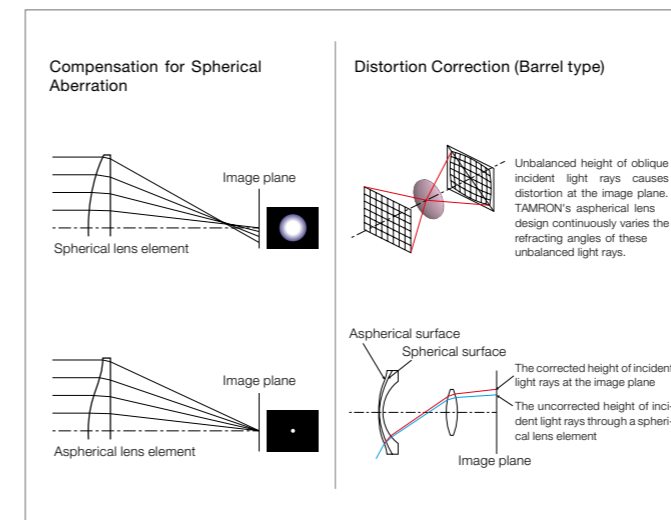 Compensation for Spherical
Aberration
Image plane
Spherical lens element
Image plane
Aspherical lens element
Distortion Correction (Barrel type)
Unbalanced height of oblique
incident light rays causes
distortion at the image plane.
TAMRON's aspherical lens
design continuously varies the
refracting angles of these
unbalanced light rays.
Aspherical surface
Spherical surface
The corrected height of incident
light rays at the image plane
The uncorrected height of inci-
dent light rays through a spheri-
cal lens element
Image plane